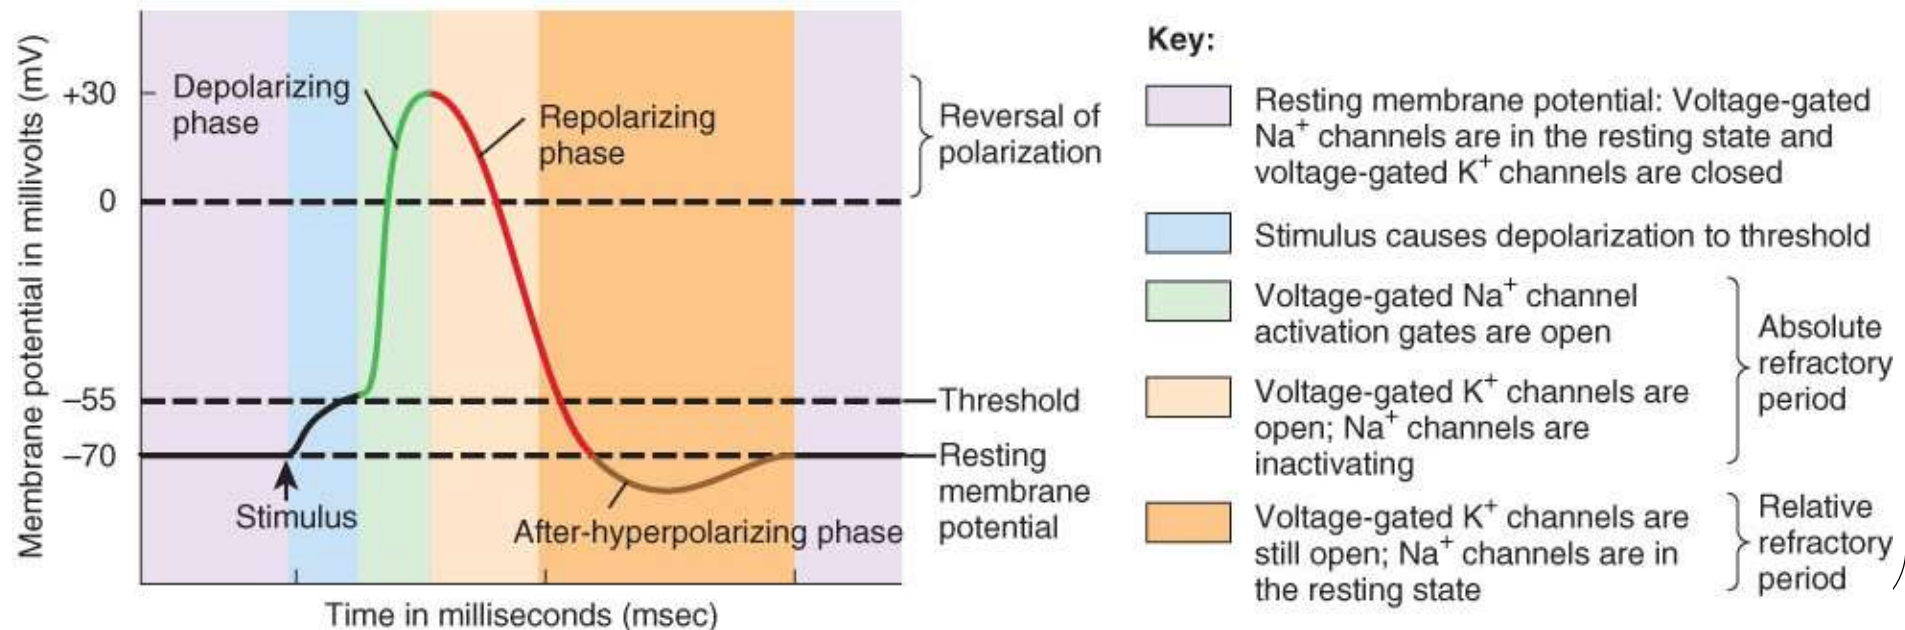 Membrane potential in millivolts (mV)
+30
0
–55
–70
Depolarizing
phase
Repolarizing
phase
Stimulus
After-hyperpolarizing phase
Time in milliseconds (msec)
Reversal of
polarization
Threshold
Resting
membrane
potential
Key:
Resting membrane potential: Voltage-gated
Na⁺ channels are in the resting state and
voltage-gated K⁺ channels are closed
Stimulus causes depolarization to threshold
Voltage-gated Na⁺ channel
activation gates are open
Voltage-gated K⁺ channels are
open; Na⁺ channels are
inactivating
Absolute
refractory
period
Voltage-gated K⁺ channels are
still open; Na⁺ channels are in
the resting state
Relative
refractory
period